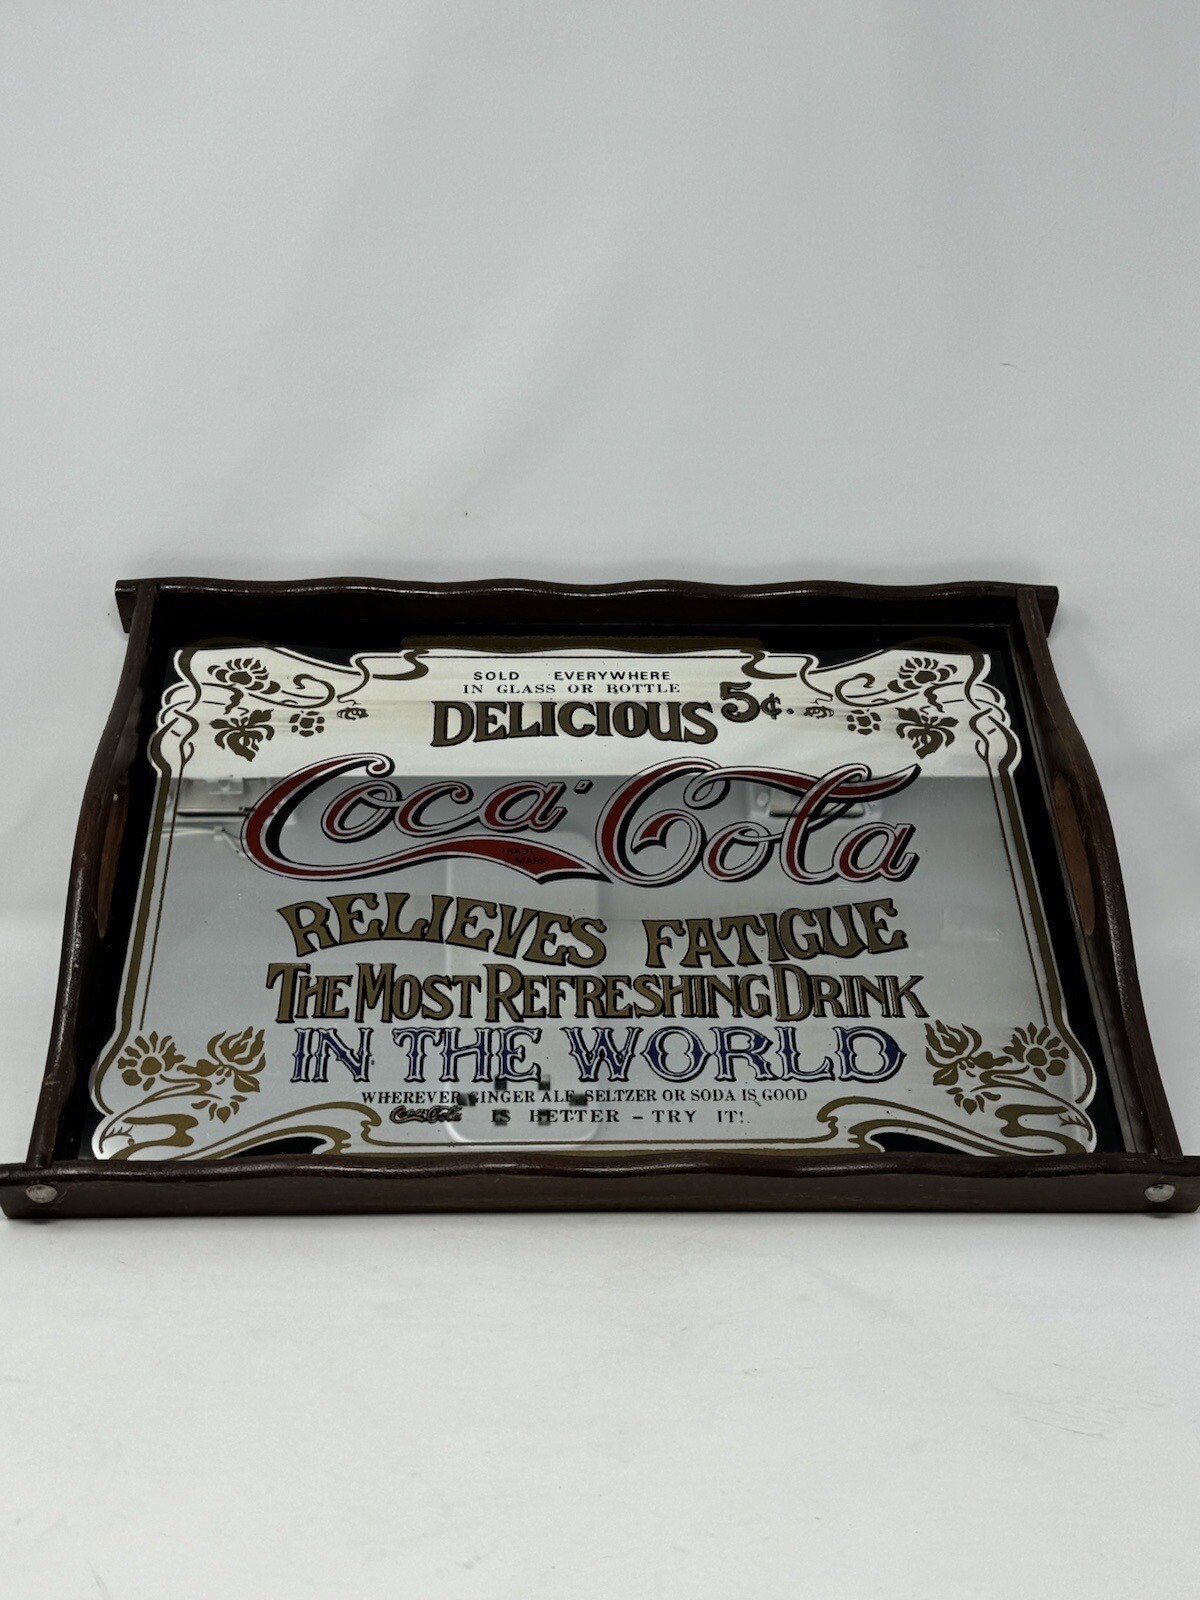 SOLD EVERYWHERE
IN GLASS OR BOTTLE
DELICIOUS 5¢.
Coca-Cola
TRADE MARK
RELIEVES FATIGUE
THE MOST REFRESHING DRINK
IN THE WORLD
WHEREVER GINGER ALE, SELTZER OR SODA IS GOOD
Coca-Cola IS BETTER - TRY IT!